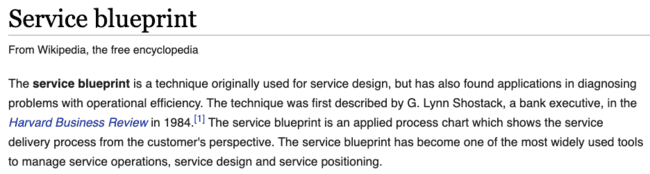 Service blueprint
From Wikipedia, the free encyclopedia
The service blueprint is a technique originally used for service design, but has also found applications in diagnosing
problems with operational efficiency. The technique was first described by G. Lynn Shostack, a bank executive, in the
Harvard Business Review in 1984.[1] The service blueprint is an applied process chart which shows the service
delivery process from the customer's perspective. The service blueprint has become one of the most widely used tools
to manage service operations, service design and service positioning.